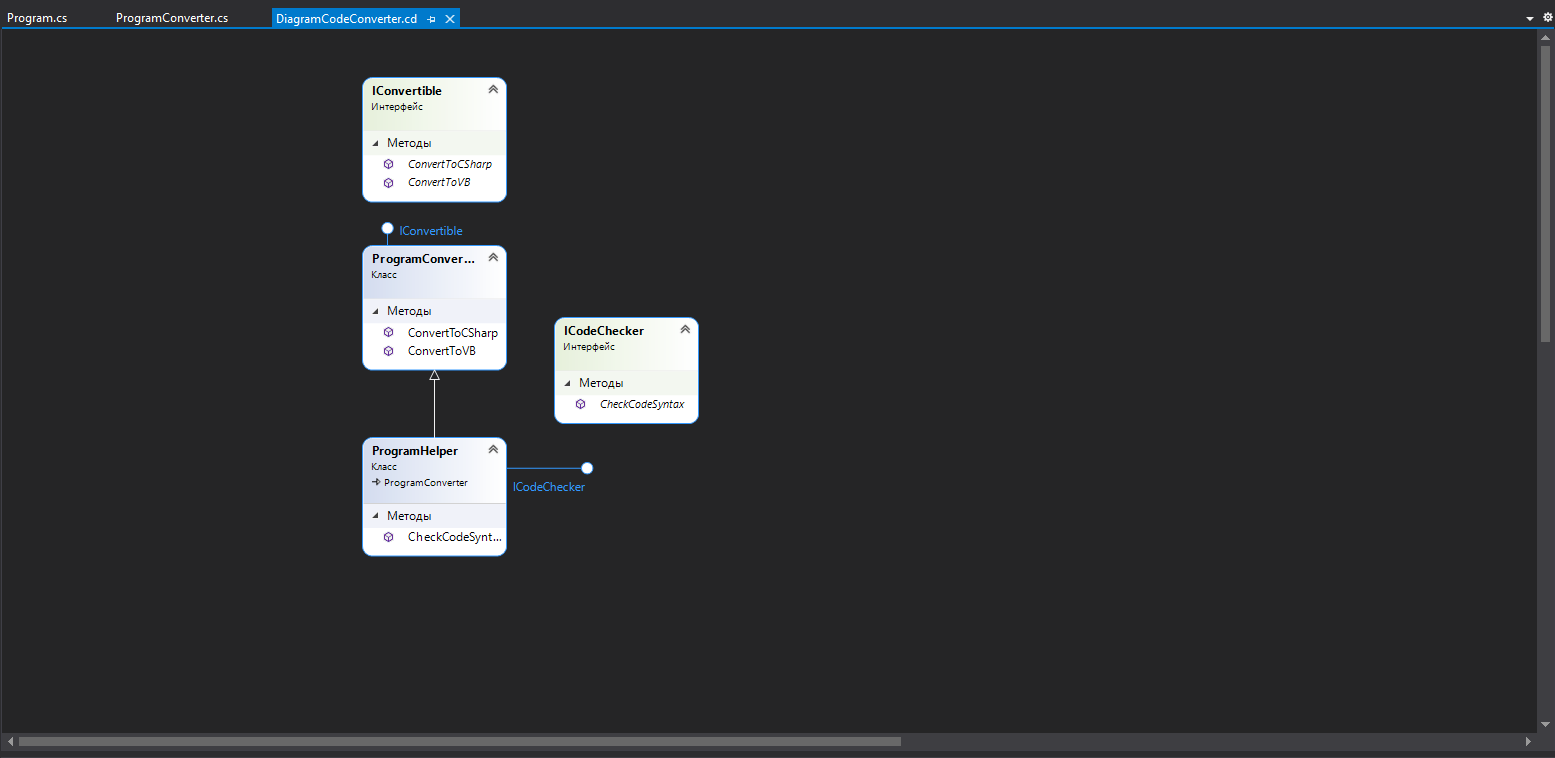 Program.cs
ProgramConverter.cs
DiagramCodeConverter.cd
IConvertible
Интерфейс
Методы
ConvertToCSharp
ConvertToVB
IConvertible
ProgramConver...
Класс
Методы
ConvertToCSharp
ConvertToVB
ICodeChecker
Интерфейс
Методы
CheckCodeSyntax
ProgramHelper
Класс
ProgramConverter
Методы
CheckCodeSynt...
ICodeChecker